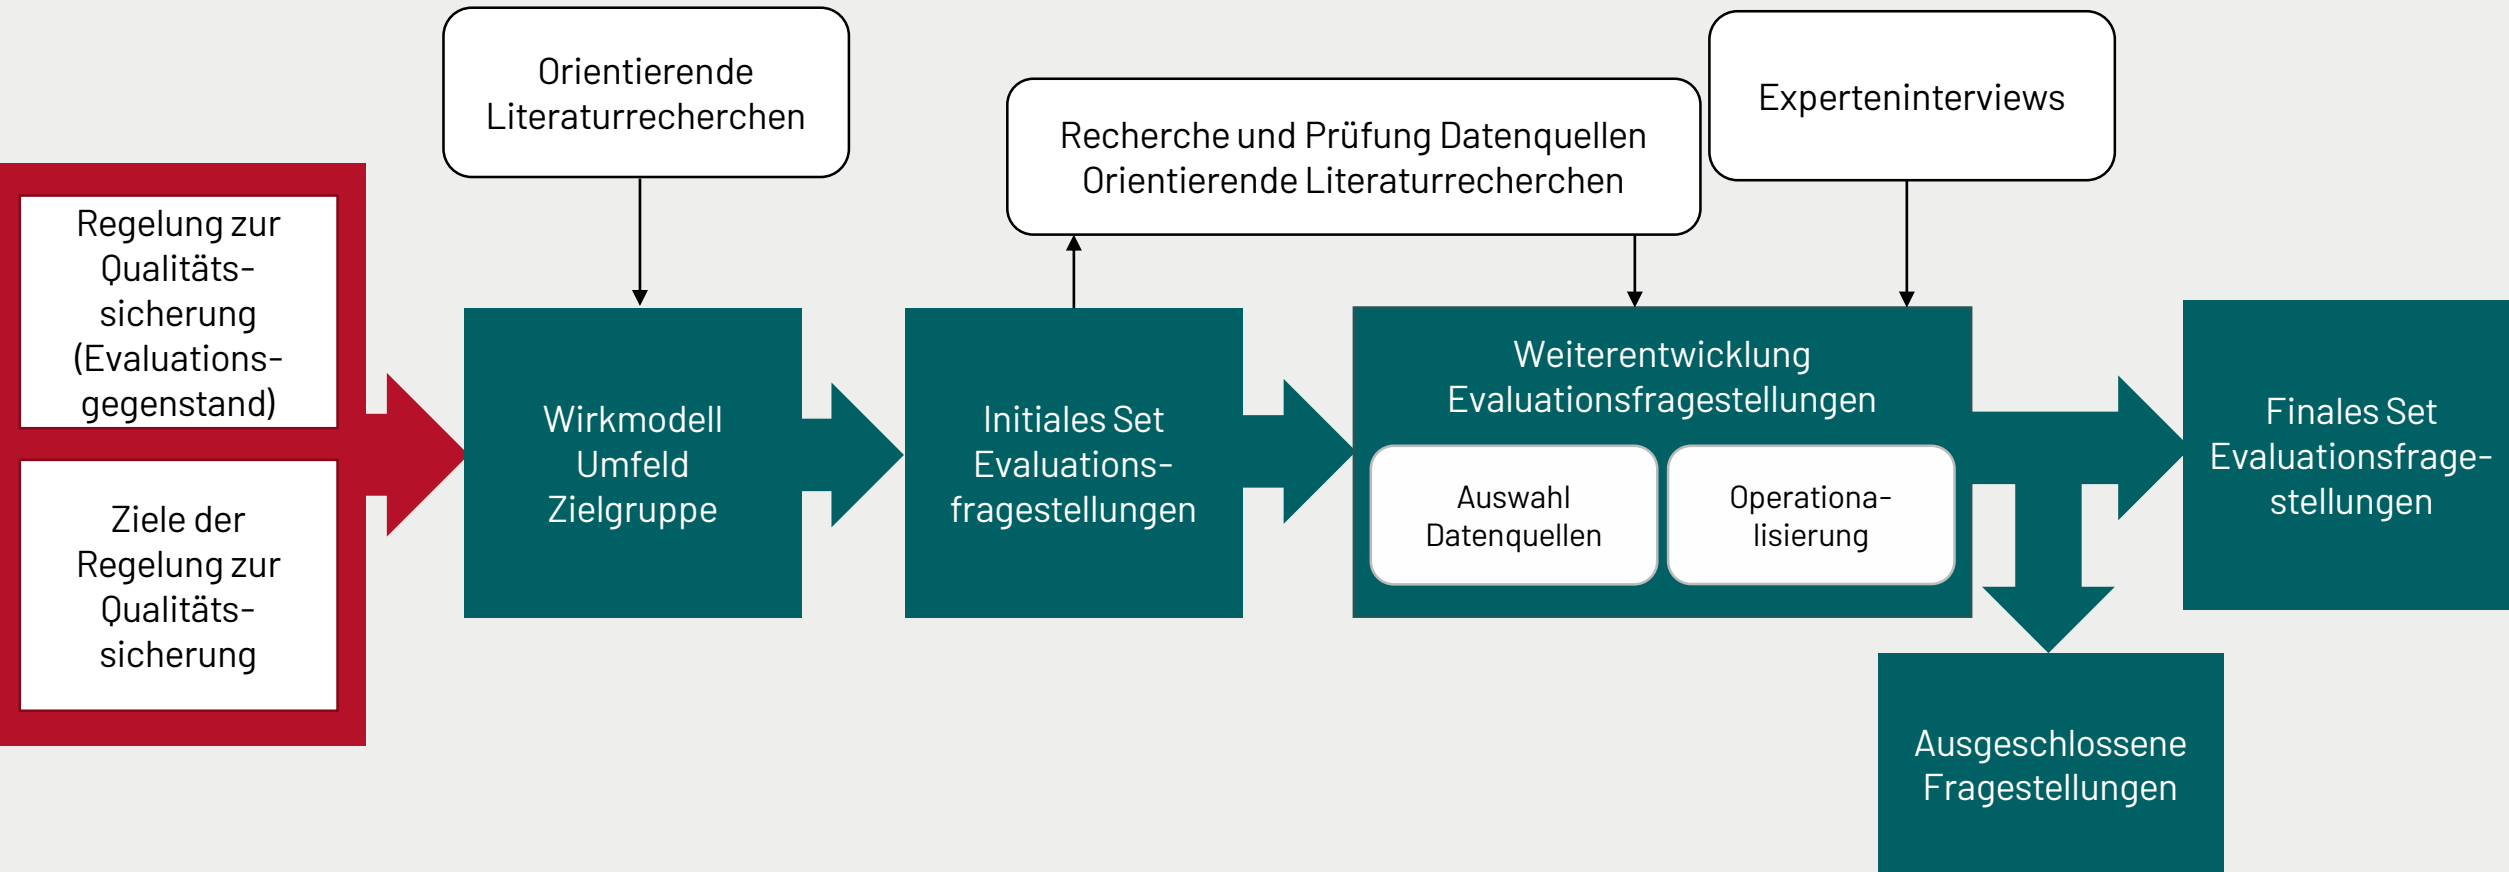 Orientierende
Literaturrecherchen
Recherche und Prüfung Datenquellen
Orientierende Literaturrecherchen
Experteninterviews
Regelung zur
Qualitäts-
sicherung
(Evaluations-
gegenstand)
Ziele der
Regelung zur
Qualitäts-
sicherung
Wirkmodell
Umfeld
Zielgruppe
Initiales Set
Evaluations-
fragestellungen
Weiterentwicklung
Evaluationsfragestellungen
Auswahl
Datenquellen
Operationa-
lisierung
Finales Set
Evaluationsfrage-
stellungen
Ausgeschlossene
Fragestellungen